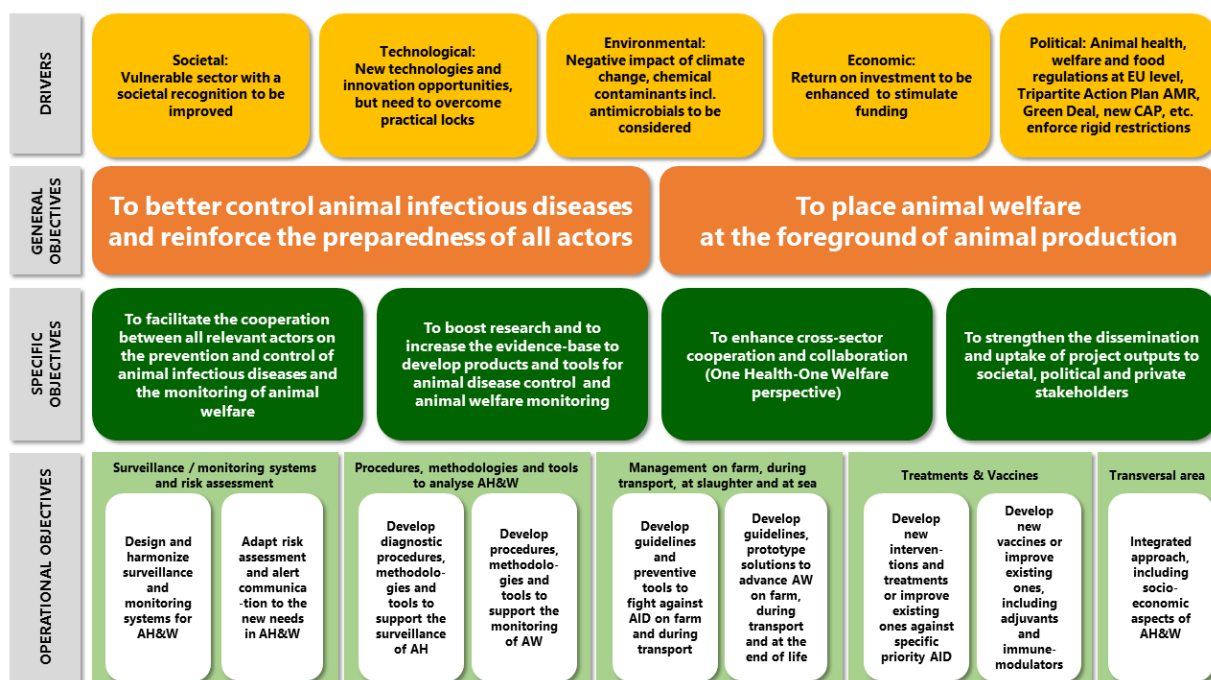 DRIVERS
Societal:
Vulnerable sector with a
societal recognition to be
improved
Technological:
New technologies and
innovation opportunities,
but need to overcome
practical locks
Environmental:
Negative impact of climate
change, chemical
contaminants incl.
antimicrobials to be
considered
Economic:
Return on investment to be
enhanced to stimulate
funding
Political: Animal health,
welfare and food
regulations at EU level,
Tripartite Action Plan AMR,
Green Deal, new CAP, etc.
enforce rigid restrictions
GENERAL
OBJECTIVES
To better control animal infectious diseases
and reinforce the preparedness of all actors
To place animal welfare
at the foreground of animal production
SPECIFIC
OBJECTIVES
To facilitate the cooperation
between all relevant actors on
the prevention and control of
animal infectious diseases and
the monitoring of animal
welfare
To boost research and to
increase the evidence-base to
develop products and tools for
animal disease control and
animal welfare monitoring
To enhance cross-sector
cooperation and collaboration
(One Health-One Welfare
perspective)
To strengthen the dissemination
and uptake of project outputs to
societal, political and private
stakeholders
OPERATIONAL OBJECTIVES
Surveillance / monitoring systems
and risk assessment
Design and
harmonize
surveillance
and
monitoring
systems for
AH&W
Adapt risk
assessment
and alert
communica
-tion to the
new needs
in AH&W
Procedures, methodologies and tools
to analyse AH&W
Develop
diagnostic
procedures,
methodolo-
gies and
tools to
support the
surveillance
of AH
Develop
procedures,
methodolo-
gies and
tools to
support the
monitoring
of AW
Management on farm, during
transport, at slaughter and at sea
Develop
guidelines
and
preventive
tools to
fight against
AID on farm
and during
transport
Develop
guidelines,
prototype
solutions to
advance AW
on farm,
during
transport
and at the
end of life
Treatments & Vaccines
Develop
new
interven-
tions and
treatments
or improve
existing
ones against
specific
priority AID
Develop
new
vaccines or
improve
existing
ones,
including
adjuvants
and
immune-
modulators
Transversal area
Integrated
approach,
including
socio-
economic
aspects of
AH&W